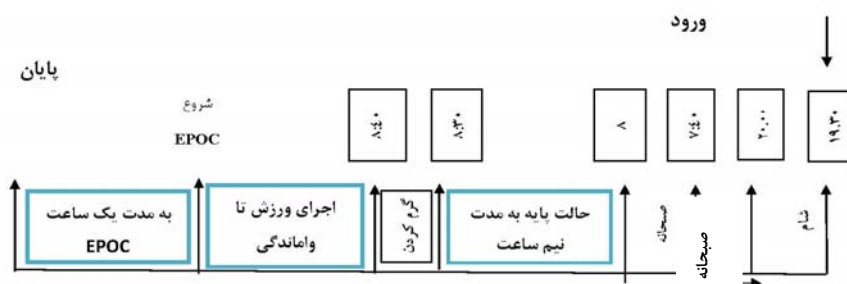 ورود
پایان
شروع
EPOC
۱۹.۳۰
۲۰.۰۰
۷:۴۰
۸
۸:۳۰
۸:۴۰
شام
صبحانه
صبحانه
حالت پایه به مدت
نیم ساعت
گرم کردن
اجرای ورزش تا
واماندگی
به مدت یک ساعت
EPOC